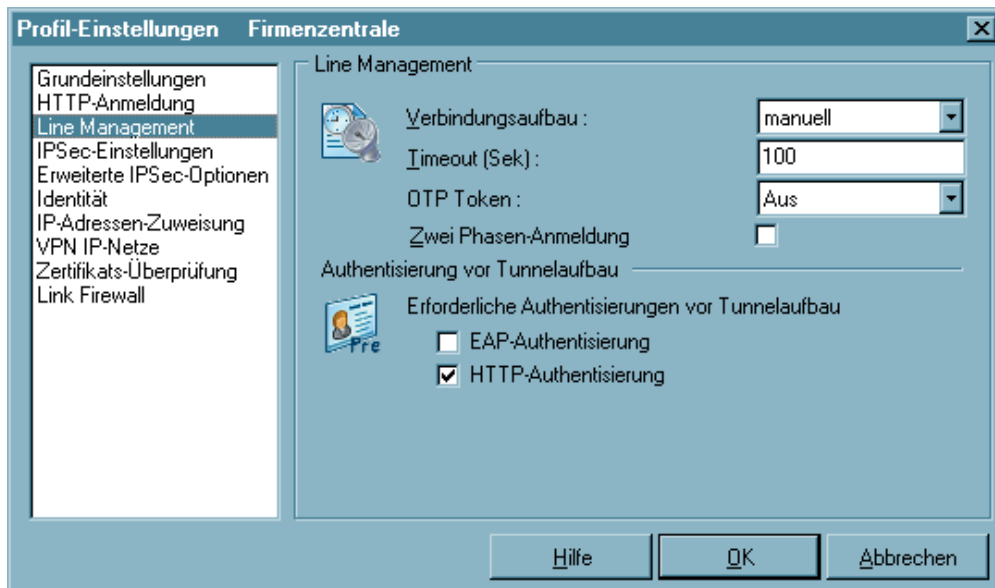 Profil-Einstellungen Firmenzentrale
Grundeinstellungen
HTTP-Anmeldung
Line Management
IPSec-Einstellungen
Erweiterte IPSec-Optionen
Identität
IP-Adressen-Zuweisung
VPN IP-Netze
Zertifikats-Überprüfung
Link Firewall
Line Management
Verbindungsaufbau : manuell
Timeout (Sek) : 100
OTP Token : Aus
Zwei Phasen-Anmeldung
Authentisierung vor Tunnelaufbau
Pre
Erforderliche Authentisierungen vor Tunnelaufbau
EAP-Authentisierung
HTTP-Authentisierung
Hilfe OK Abbrechen